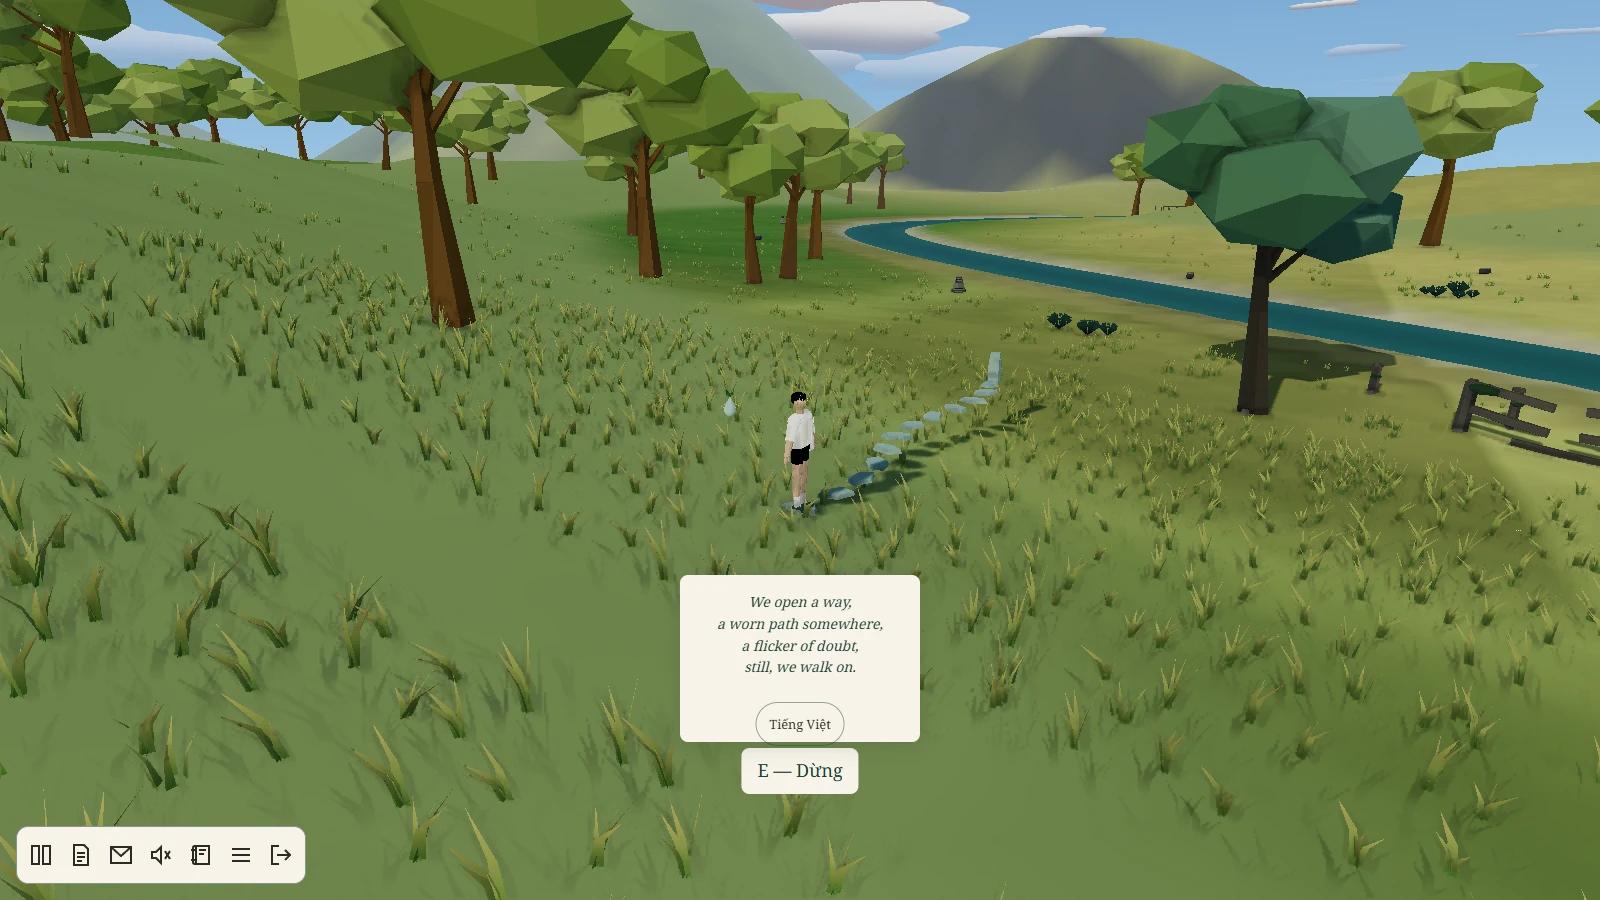 We open a way,
a worn path somewhere,
a flicker of doubt,
still, we walk on.
Tiếng Việt
E — Dừng